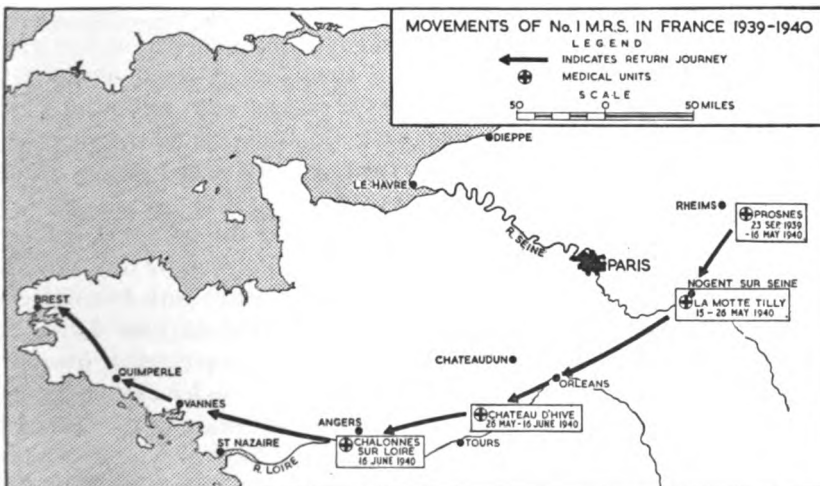 MOVEMENTS OF No. 1 M.R.S. IN FRANCE 1939-1940
LEGEND
INDICATES RETURN JOURNEY
MEDICAL UNITS
SCALE
50 0 50 MILES
DIEPPE
LE HAVRE
R. SEINE
RHEIMS
PROSNES
23 SEP. 1939
-16 MAY 1940
PARIS
NOGENT SUR SEINE
LA MOTTE TILLY
15 - 26 MAY 1940
BREST
QUIMPERLE
VANNES
CHATEAUDUN
ORLEANS
CHATEAU D'HIVE
26 MAY - 16 JUNE 1940
ANGERS
CHALONNES
SUR LOIRE
16 JUNE 1940
TOURS
ST NAZAIRE
R. LOIRE